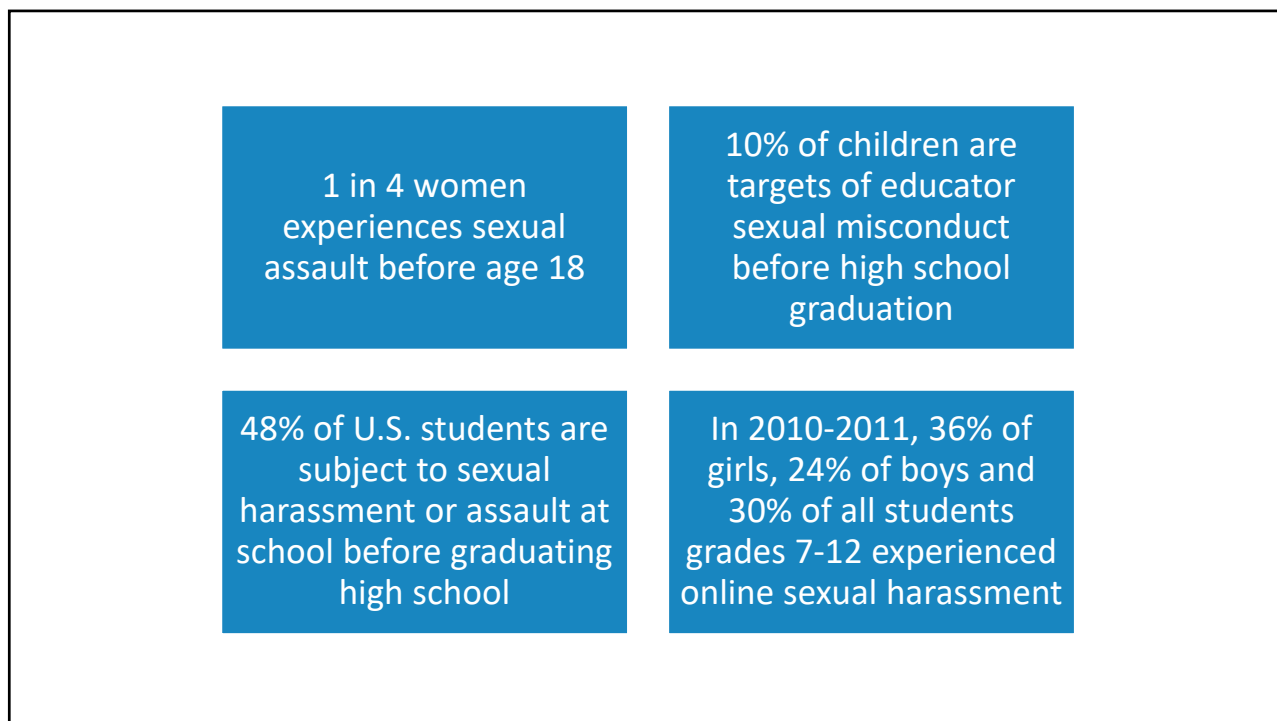 1 in 4 women
experiences sexual
assault before age 18
10% of children are
targets of educator
sexual misconduct
before high school
graduation
48% of U.S. students are
subject to sexual
harassment or assault at
school before graduating
high school
In 2010-2011, 36% of
girls, 24% of boys and
30% of all students
grades 7-12 experienced
online sexual harassment